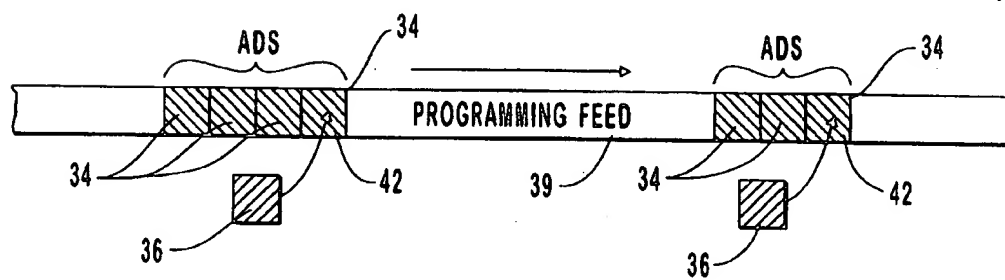 ADS 34 ADS 34
PROGRAMMING FEED
34 42 39 34 42
36 36